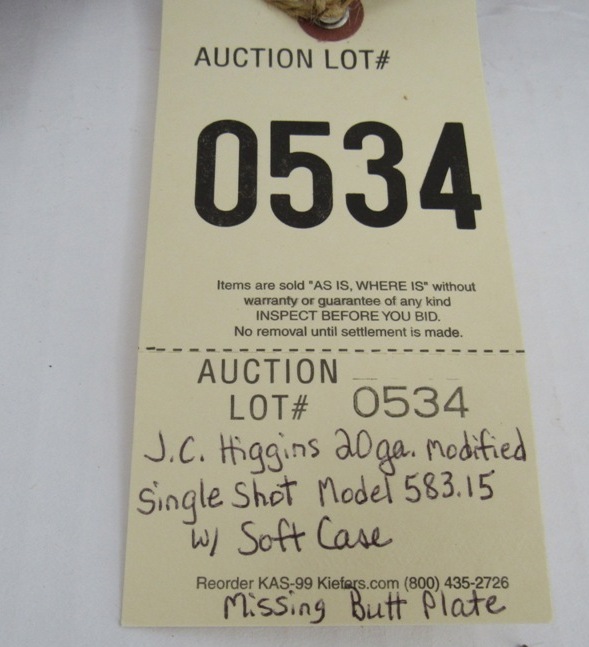 AUCTION LOT#
0534
Items are sold "AS IS, WHERE IS" without
warranty or guarantee of any kind
INSPECT BEFORE YOU BID.
No removal until settlement is made.
AUCTION
LOT# 0534
J.C. Higgins 20ga. Modified
Single Shot Model 583.15
w/ Soft Case
Reorder KAS-99 Kiefers.com (800) 435-2726
Missing Butt Plate